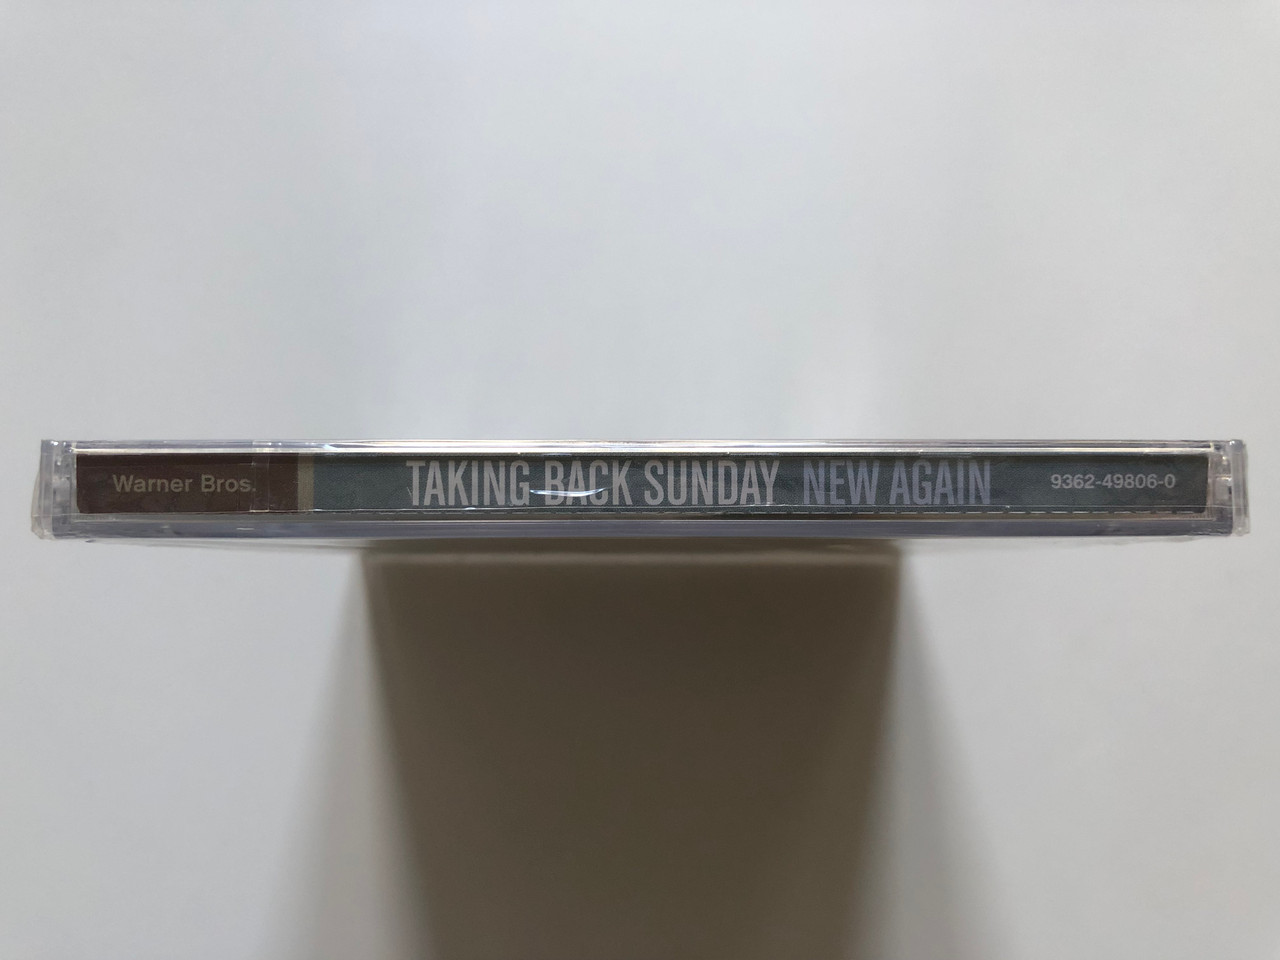 Warner Bros. TAKING BACK SUNDAY NEW AGAIN 9362-49806-0